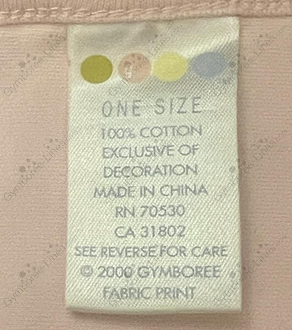 ONE SIZE
100% COTTON
EXCLUSIVE OF
DECORATION
MADE IN CHINA
RN 70530
CA 31802
SEE REVERSE FOR CARE
© 2000 GYMBOREE
FABRIC PRINT